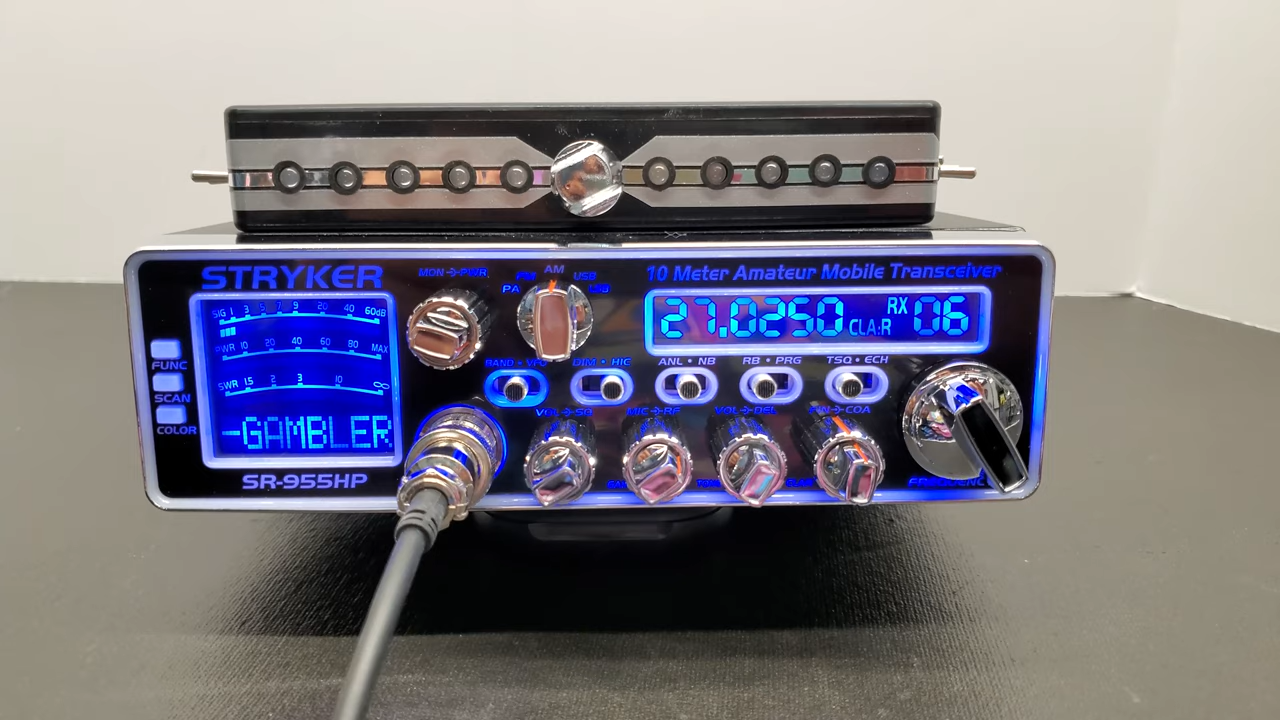 STRYKER
MON➔PWR
PA FM AM USB LSB
10 Meter Amateur Mobile Transceiver
27.0250 CLA:R RX 06
SIG 1 3 5 7 9 20 40 60dB
PWR 10 20 40 60 80 MAX
SWR 1.5 2 3 10 ∞
-GAMBLER
FUNC
SCAN
COLOR
SR-955HP
BAND • VFO DIM • HIC ANL • NB RB • PRG TSQ • ECH
VOL➔SQ MIC➔RF VOL➔DEL COA